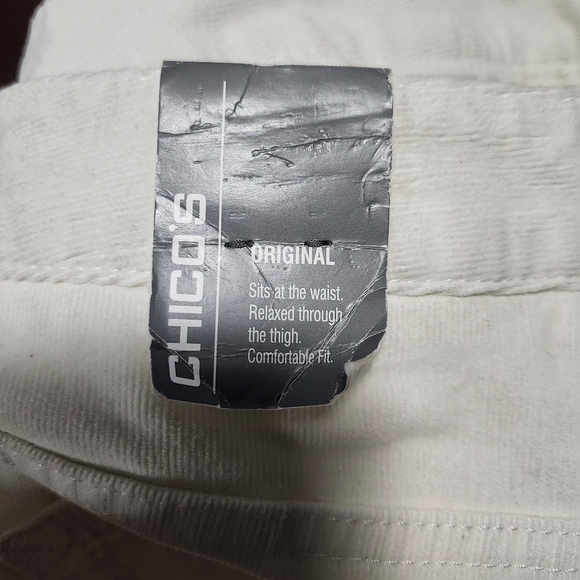 CHICO'S
ORIGINAL
Sits at the waist.
Relaxed through
the thigh.
Comfortable Fit.